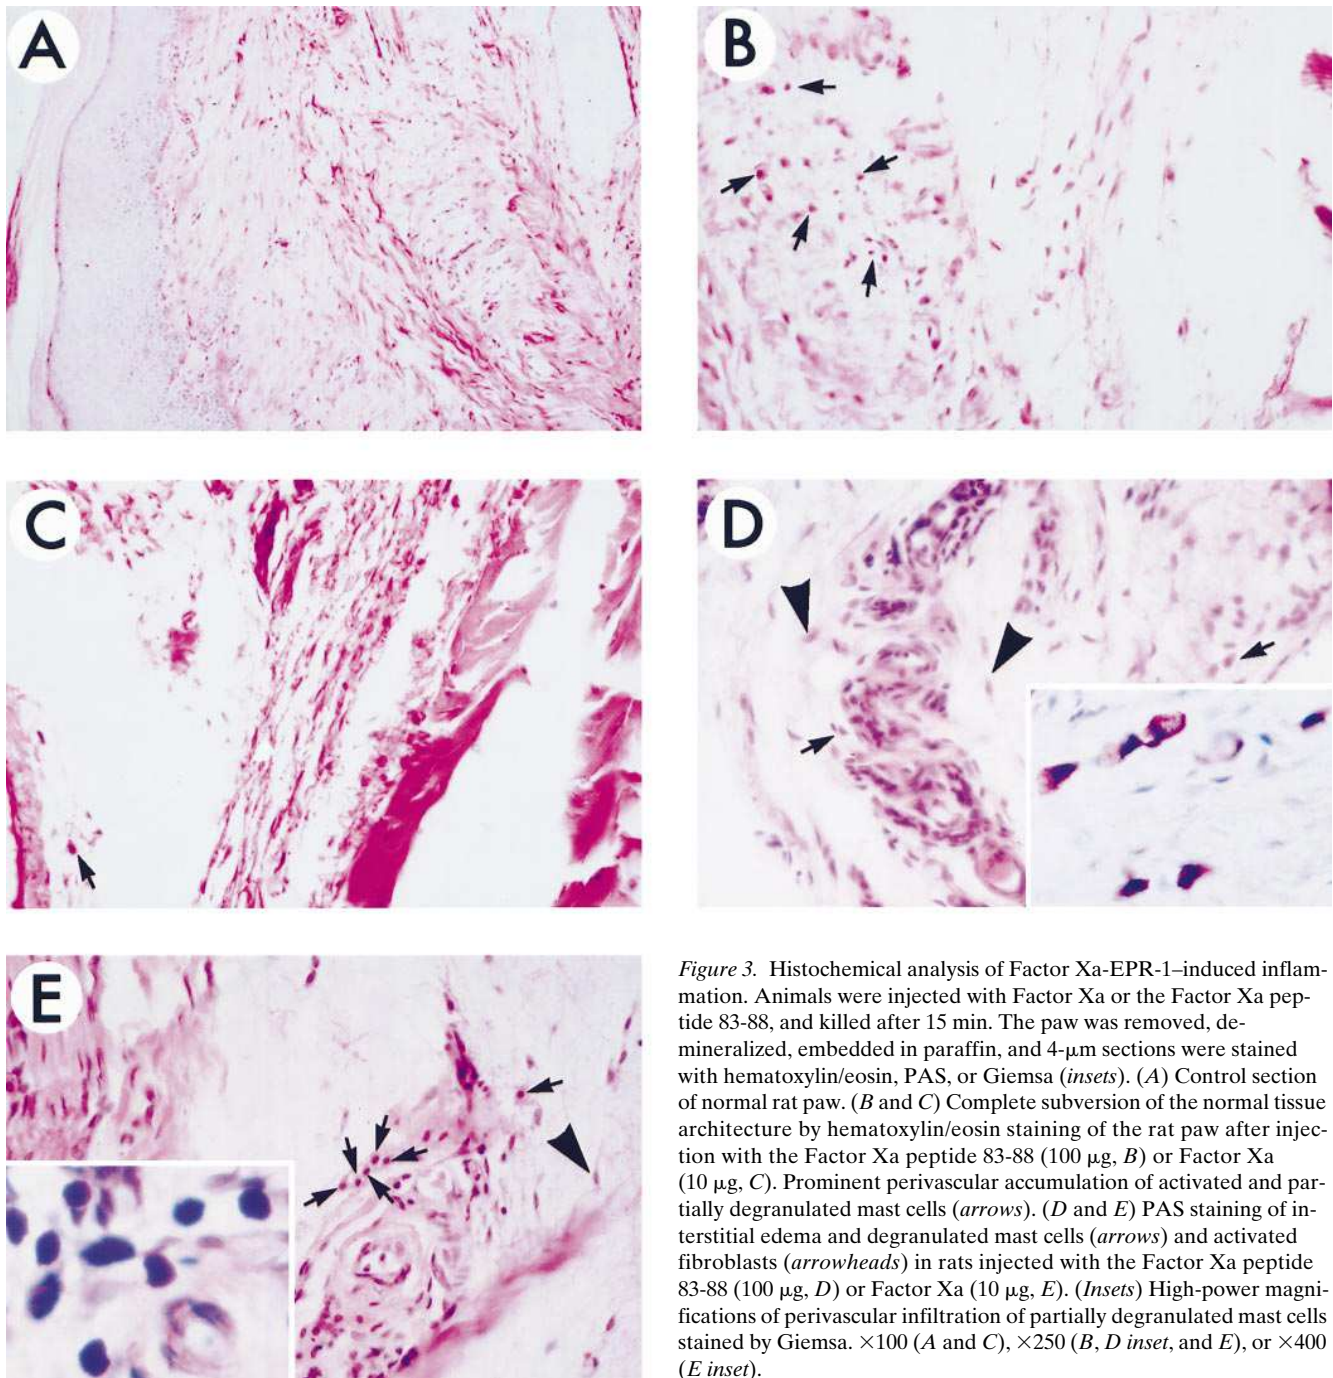 A
B
C
D
E
Figure 3. Histochemical analysis of Factor Xa-EPR-1–induced inflam-
mation. Animals were injected with Factor Xa or the Factor Xa pep-
tide 83-88, and killed after 15 min. The paw was removed, de-
mineralized, embedded in paraffin, and 4-μm sections were stained
with hematoxylin/eosin, PAS, or Giemsa (insets). (A) Control section
of normal rat paw. (B and C) Complete subversion of the normal tissue
architecture by hematoxylin/eosin staining of the rat paw after injec-
tion with the Factor Xa peptide 83-88 (100 μg, B) or Factor Xa
(10 μg, C). Prominent perivascular accumulation of activated and par-
tially degranulated mast cells (arrows). (D and E) PAS staining of in-
terstitial edema and degranulated mast cells (arrows) and activated
fibroblasts (arrowheads) in rats injected with the Factor Xa peptide
83-88 (100 μg, D) or Factor Xa (10 μg, E). (Insets) High-power magni-
fications of perivascular infiltration of partially degranulated mast cells
stained by Giemsa. ×100 (A and C), ×250 (B, D inset, and E), or ×400
(E inset).